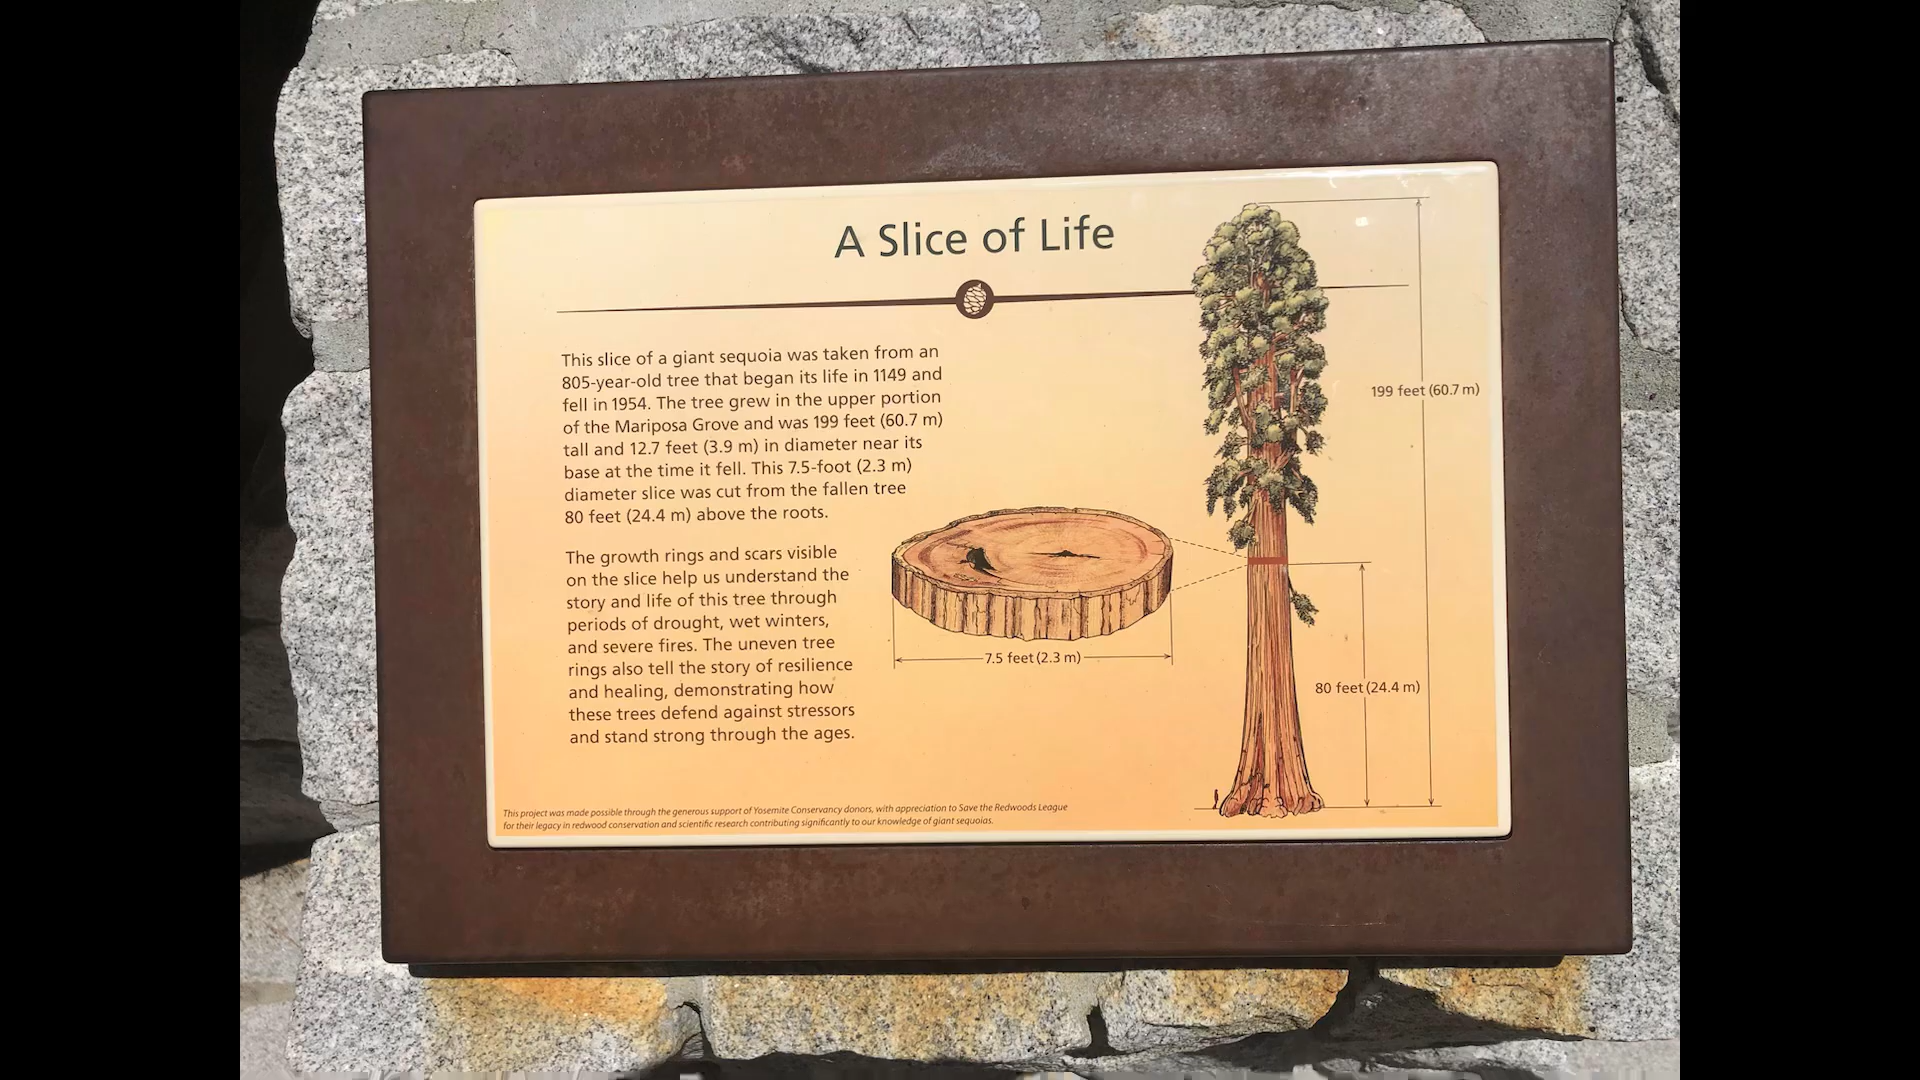 A Slice of Life
This slice of a giant sequoia was taken from an
805-year-old tree that began its life in 1149 and
fell in 1954. The tree grew in the upper portion
of the Mariposa Grove and was 199 feet (60.7 m)
tall and 12.7 feet (3.9 m) in diameter near its
base at the time it fell. This 7.5-foot (2.3 m)
diameter slice was cut from the fallen tree
80 feet (24.4 m) above the roots.
The growth rings and scars visible
on the slice help us understand the
story and life of this tree through
periods of drought, wet winters,
and severe fires. The uneven tree
rings also tell the story of resilience
and healing, demonstrating how
these trees defend against stressors
and stand strong through the ages.
7.5 feet (2.3 m)
199 feet (60.7 m)
80 feet (24.4 m)
This project was made possible through the generous support of Yosemite Conservancy donors, with appreciation to Save the Redwoods League
for their legacy in redwood conservation and scientific research contributing significantly to our knowledge of giant sequoias.